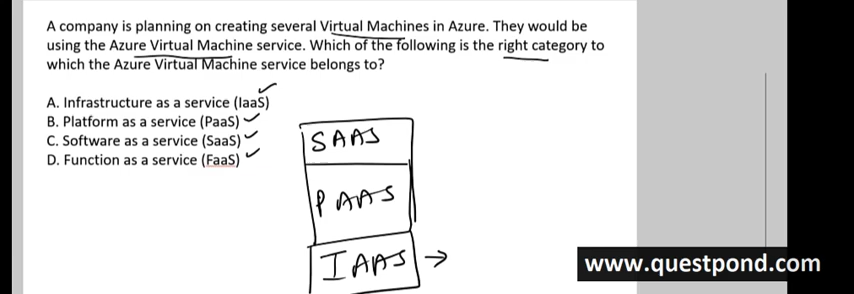 A company is planning on creating several Virtual Machines in Azure. They would be
using the Azure Virtual Machine service. Which of the following is the right category to
which the Azure Virtual Machine service belongs to?
A. Infrastructure as a service (IaaS)
B. Platform as a service (PaaS)
C. Software as a service (SaaS)
D. Function as a service (FaaS)
SAAS
PAAS
IAAS
www.questpond.com